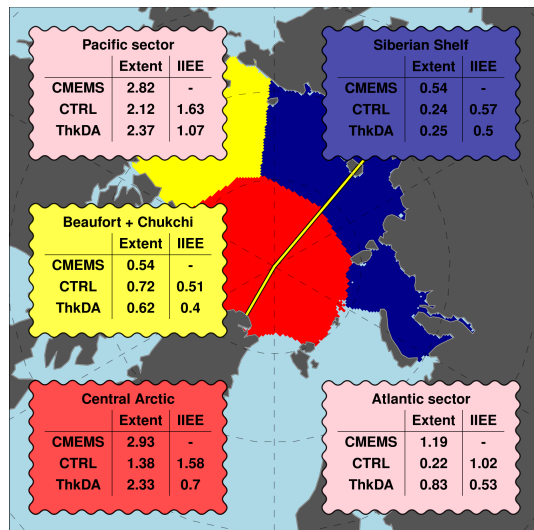 Pacific sector
Extent IIEE
CMEMS 2.82 -
CTRL 2.12 1.63
ThkDA 2.37 1.07
Siberian Shelf
Extent IIEE
CMEMS 0.54 -
CTRL 0.24 0.57
ThkDA 0.25 0.5
Beaufort + Chukchi
Extent IIEE
CMEMS 0.54 -
CTRL 0.72 0.51
ThkDA 0.62 0.4
Central Arctic
Extent IIEE
CMEMS 2.93 -
CTRL 1.38 1.58
ThkDA 2.33 0.7
Atlantic sector
Extent IIEE
CMEMS 1.19 -
CTRL 0.22 1.02
ThkDA 0.83 0.53